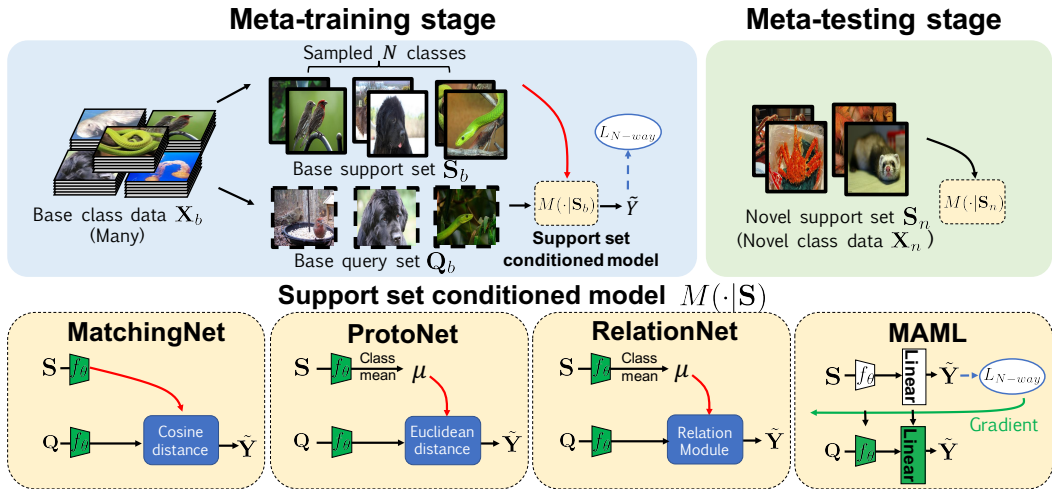 Meta-training stage
Meta-testing stage
Sampled N classes
Base support set S_b
L_{N-way}
Base class data X_b
(Many)
M(·|S_b)
Ỹ
Base query set Q_b
Support set
conditioned model
M(·|S_n)
Novel support set S_n
(Novel class data X_n)
Support set conditioned model M(·|S)
MatchingNet
S
f_θ
Q
f_θ
Cosine
distance
Ỹ
ProtoNet
S
f_θ
Class
mean
μ
Q
f_θ
Euclidean
distance
Ỹ
RelationNet
S
f_θ
Class
mean
μ
Q
f_θ
Relation
Module
Ỹ
MAML
S
f_θ
Linear
Ỹ
L_{N-way}
Gradient
Q
f_θ
Linear
Ỹ